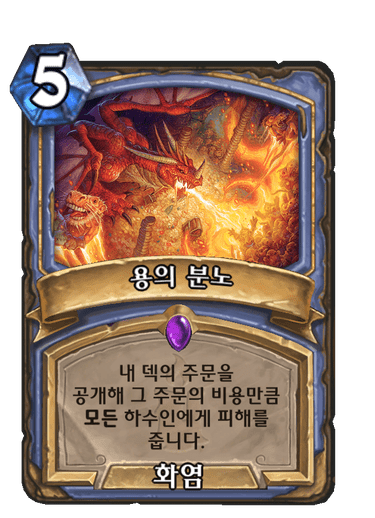 5
용의 분노
내 덱의 주문을
공개해 그 주문의 비용만큼
모든 하수인에게 피해를
줍니다.
화염